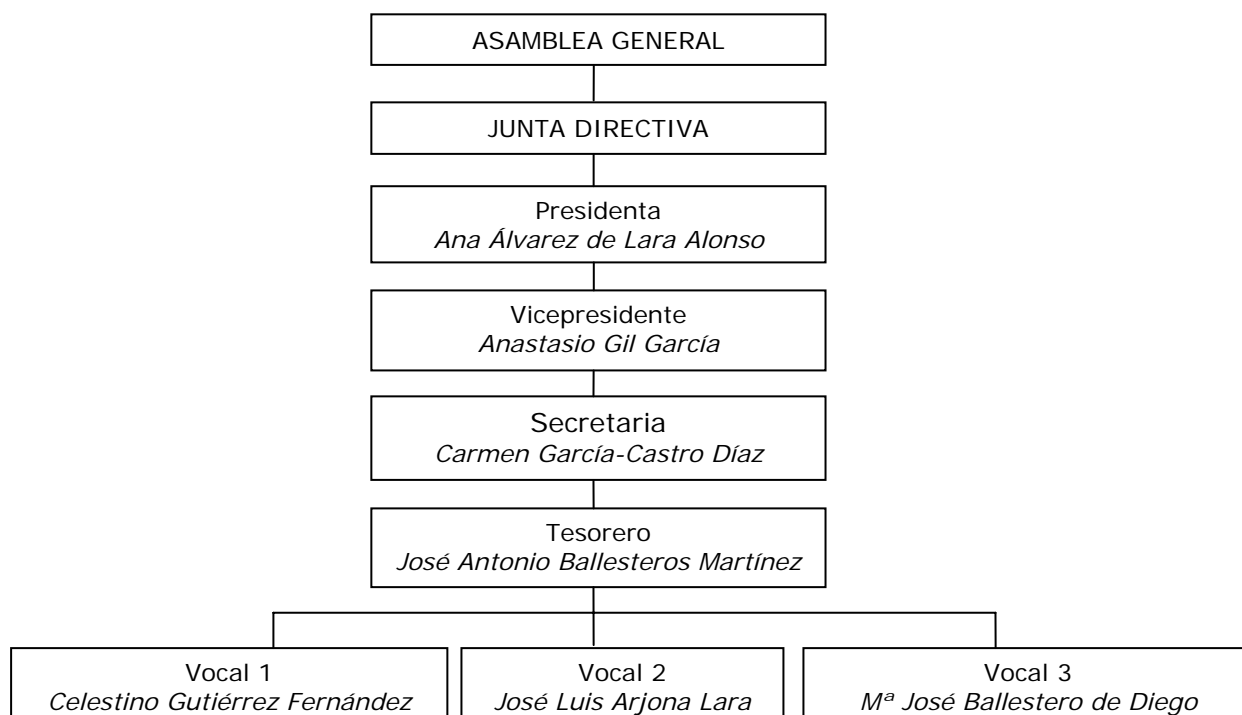 ASAMBLEA GENERAL
JUNTA DIRECTIVA
Presidenta
Ana Álvarez de Lara Alonso
Vicepresidente
Anastasio Gil García
Secretaria
Carmen García-Castro Díaz
Tesorero
José Antonio Ballesteros Martínez
Vocal 1
Celestino Gutiérrez Fernández
Vocal 2
José Luis Arjona Lara
Vocal 3
Mª José Ballestero de Diego